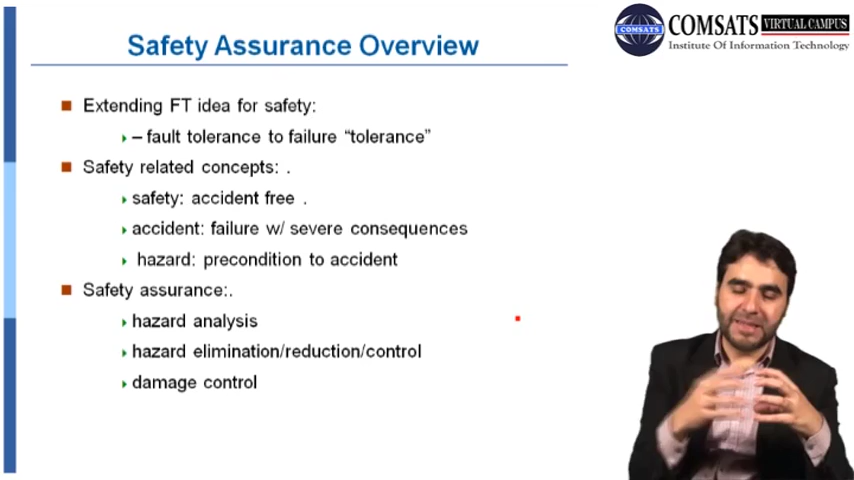 Safety Assurance Overview
COMSATS VIRTUAL CAMPUS
COMSATS
Institute Of Information Technology
Extending FT idea for safety:
– fault tolerance to failure “tolerance”
Safety related concepts: .
safety: accident free .
accident: failure w/ severe consequences
hazard: precondition to accident
Safety assurance:.
hazard analysis
hazard elimination/reduction/control
damage control